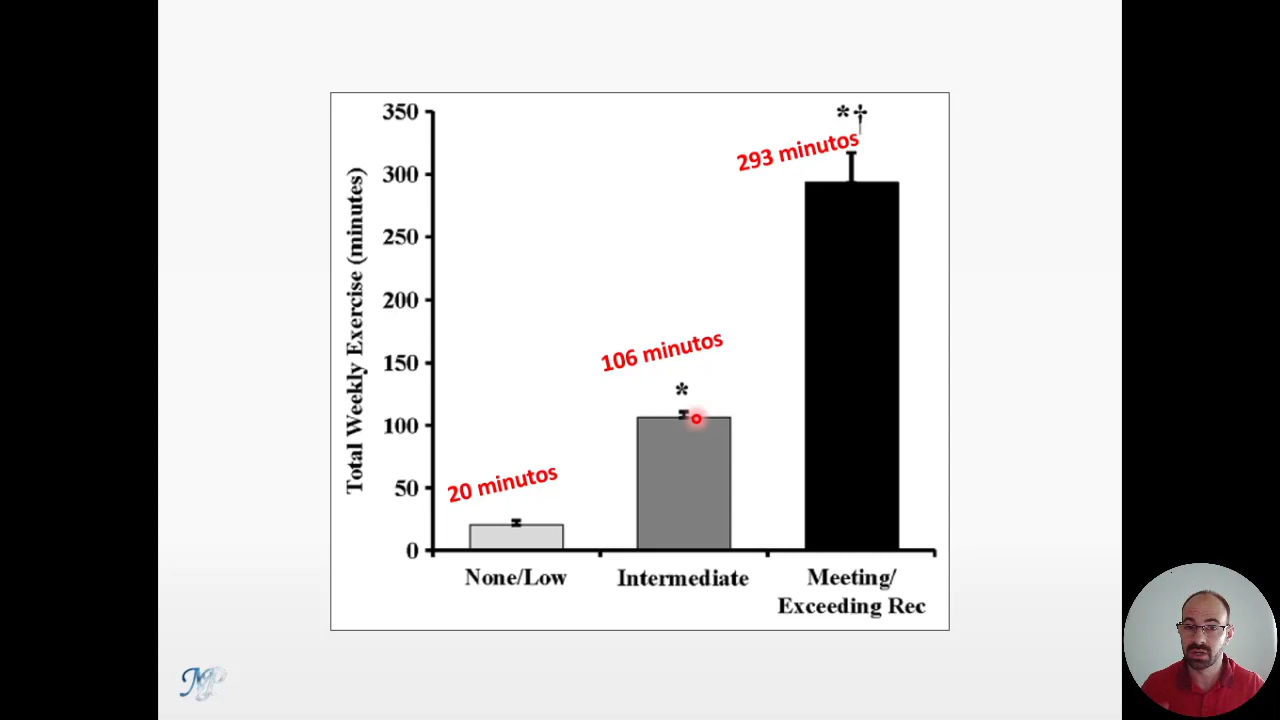 350
300
250
200
150
100
50
0
Total Weekly Exercise (minutes)
20 minutos
106 minutos
*
293 minutos
*†
None/Low
Intermediate
Meeting/
Exceeding Rec